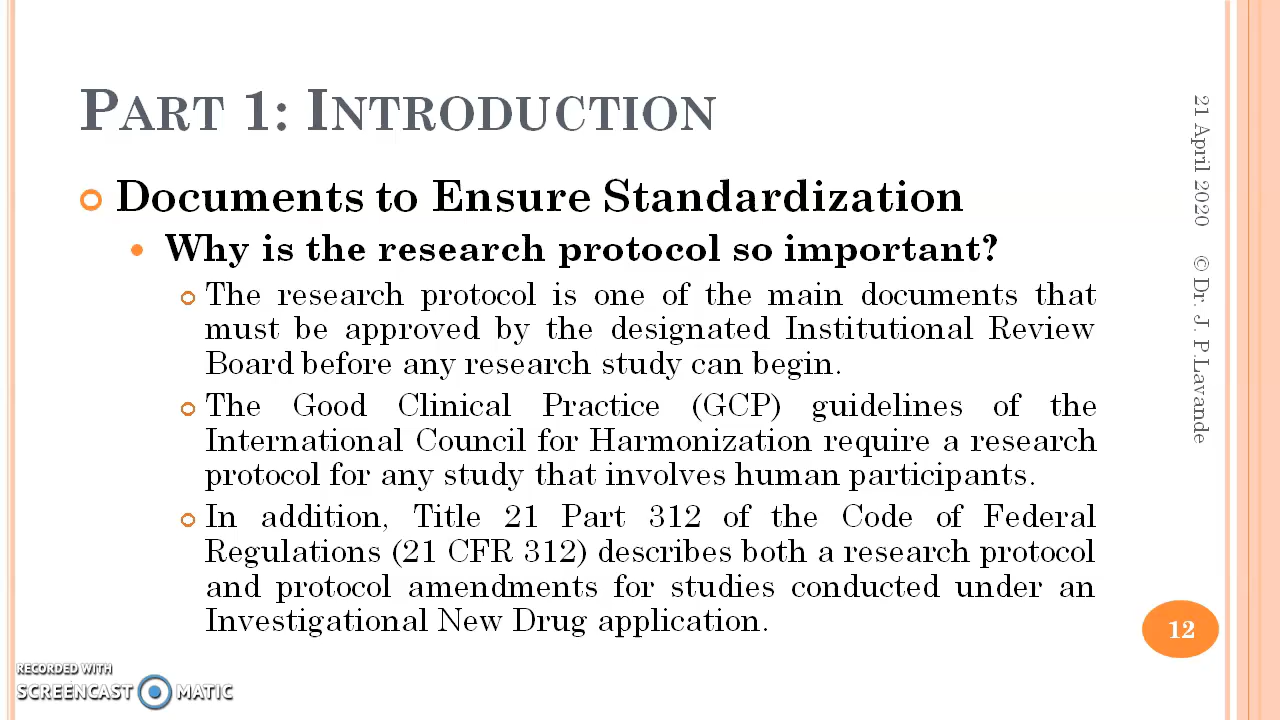 PART 1: INTRODUCTION
Documents to Ensure Standardization
Why is the research protocol so important?
The research protocol is one of the main documents that
must be approved by the designated Institutional Review
Board before any research study can begin.
The Good Clinical Practice (GCP) guidelines of the
International Council for Harmonization require a research
protocol for any study that involves human participants.
In addition, Title 21 Part 312 of the Code of Federal
Regulations (21 CFR 312) describes both a research protocol
and protocol amendments for studies conducted under an
Investigational New Drug application.
21 April 2020 © Dr. J. P.Lavande
12
RECORDED WITH
SCREENCAST MATIC